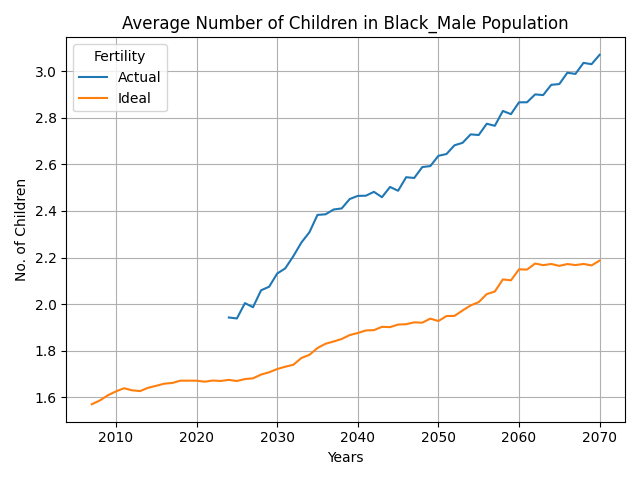 Average Number of Children in Black_Male Population
Fertility
Actual
Ideal
No. of Children
3.0
2.8
2.6
2.4
2.2
2.0
1.8
1.6
2010 2020 2030 2040 2050 2060 2070
Years